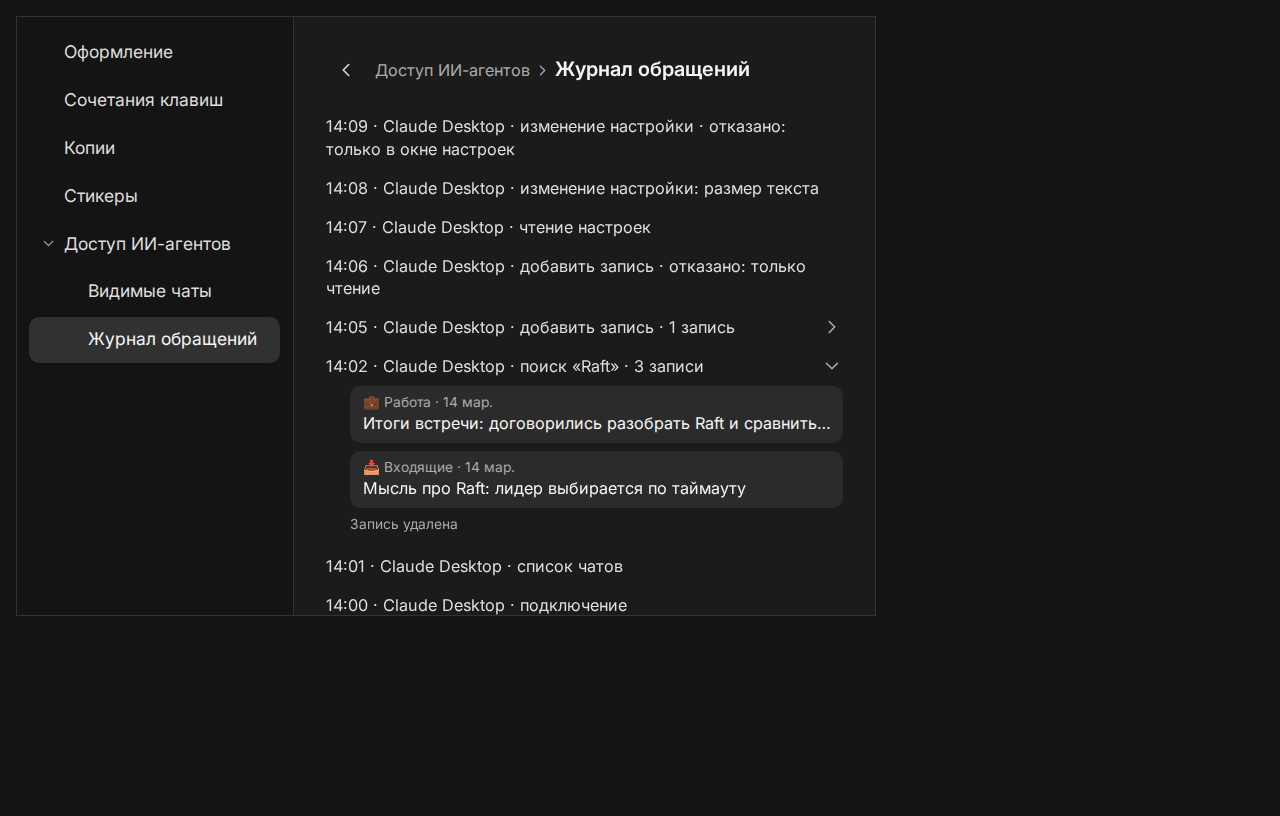 Оформление
Сочетания клавиш
Копии
Стикеры
Доступ ИИ-агентов
Видимые чаты
Журнал обращений
Доступ ИИ-агентов › Журнал обращений
14:09 · Claude Desktop · изменение настройки · отказано:
только в окне настроек
14:08 · Claude Desktop · изменение настройки: размер текста
14:07 · Claude Desktop · чтение настроек
14:06 · Claude Desktop · добавить запись · отказано: только
чтение
14:05 · Claude Desktop · добавить запись · 1 запись
14:02 · Claude Desktop · поиск «Raft» · 3 записи
💼 Работа · 14 мар.
Итоги встречи: договорились разобрать Raft и сравнить…
📥 Входящие · 14 мар.
Мысль про Raft: лидер выбирается по таймауту
Запись удалена
14:01 · Claude Desktop · список чатов
14:00 · Claude Desktop · подключение